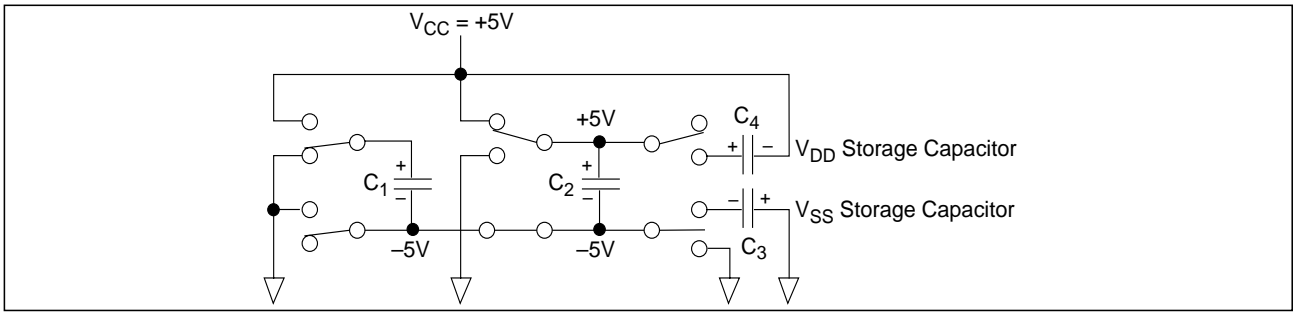 V_CC = +5V
+5V
C_4
+ −
V_DD Storage Capacitor
+
C_1
−
+
C_2
−
− +
V_SS Storage Capacitor
C_3
–5V
–5V